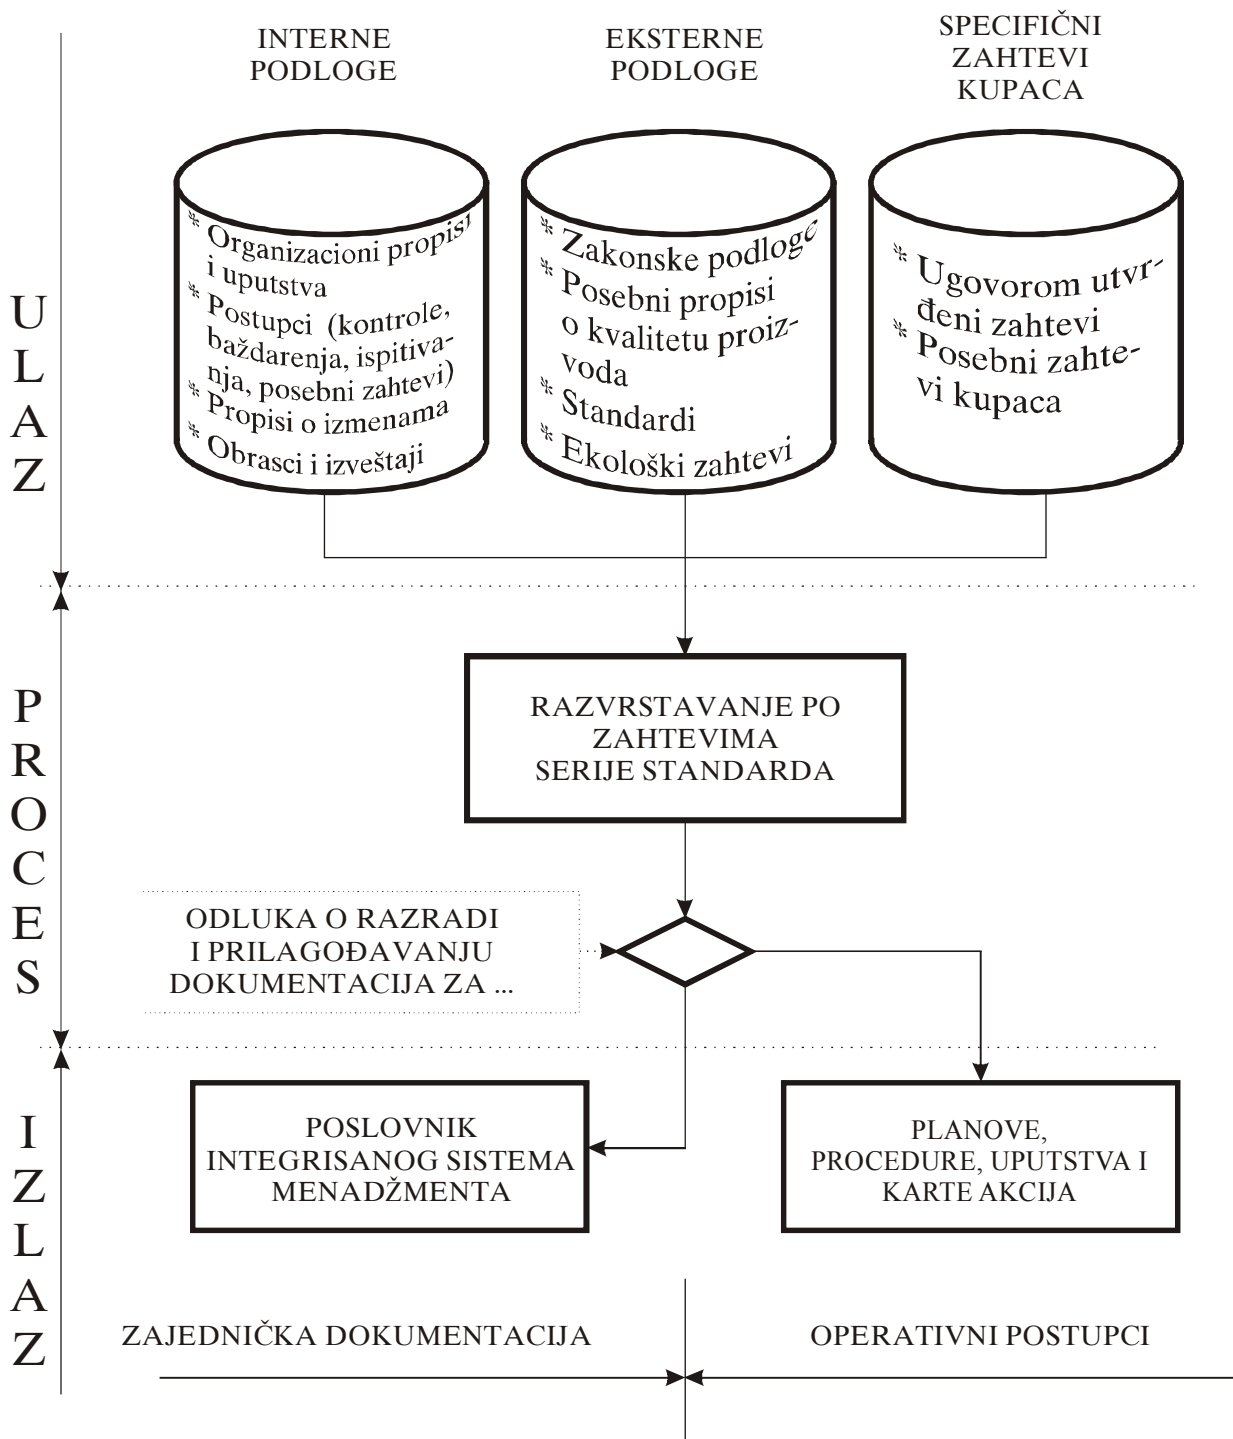 INTERNE
PODLOGE
EKSTERNE
PODLOGE
SPECIFIČNI
ZAHTEVI
KUPACA
* Organizacioni propisi
i uputstva
* Postupci (kontrole,
baždarenja, ispitiva-
nja, posebni zahtevi)
* Propisi o izmenama
* Obrasci i izveštaji
* Zakonske podloge
* Posebni propisi
o kvalitetu proiz-
voda
* Standardi
* Ekološki zahtevi
* Ugovorom utvr-
đeni zahtevi
* Posebni zahte-
vi kupaca
ULAZ
PROCES
RAZVRSTAVANJE PO
ZAHTEVIMA
SERIJE STANDARDA
ODLUKA O RAZRADI
I PRILAGOĐAVANJU
DOKUMENTACIJA ZA ...
IZLAZ
POSLOVNIK
INTEGRISANOG SISTEMA
MENADŽMENTA
PLANOVE,
PROCEDURE, UPUTSTVA I
KARTE AKCIJA
ZAJEDNIČKA DOKUMENTACIJA
OPERATIVNI POSTUPCI